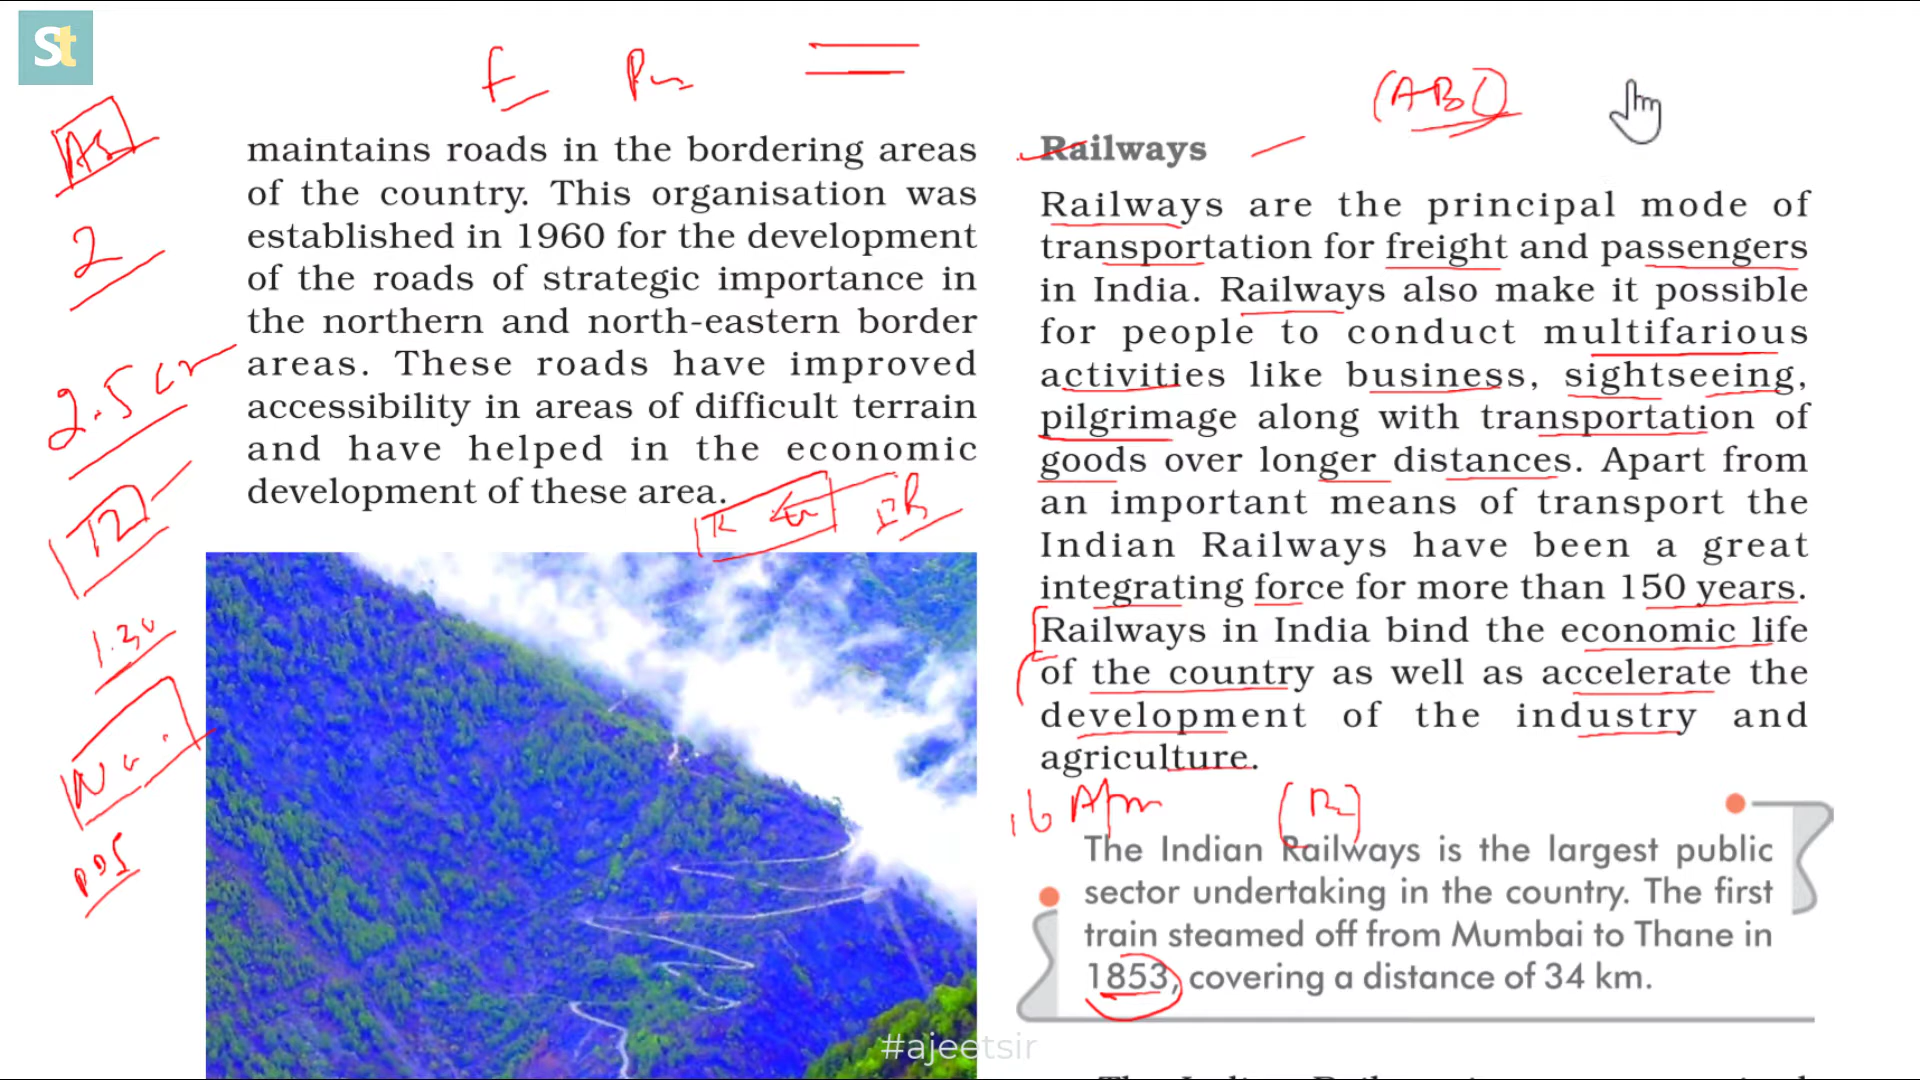 St
F
(ABC)
maintains roads in the bordering areas
of the country. This organisation was
established in 1960 for the development
of the roads of strategic importance in
the northern and north-eastern border
areas. These roads have improved
accessibility in areas of difficult terrain
and have helped in the economic
development of these area.
2
2.5 cr
T2
1.30
Railways
Railways are the principal mode of
transportation for freight and passengers
in India. Railways also make it possible
for people to conduct multifarious
activities like business, sightseeing,
pilgrimage along with transportation of
goods over longer distances. Apart from
an important means of transport the
Indian Railways have been a great
integrating force for more than 150 years.
Railways in India bind the economic life
of the country as well as accelerate the
development of the industry and
agriculture.
16 Apr
The Indian Railways is the largest public
sector undertaking in the country. The first
train steamed off from Mumbai to Thane in
1853, covering a distance of 34 km.
#ajeetsir